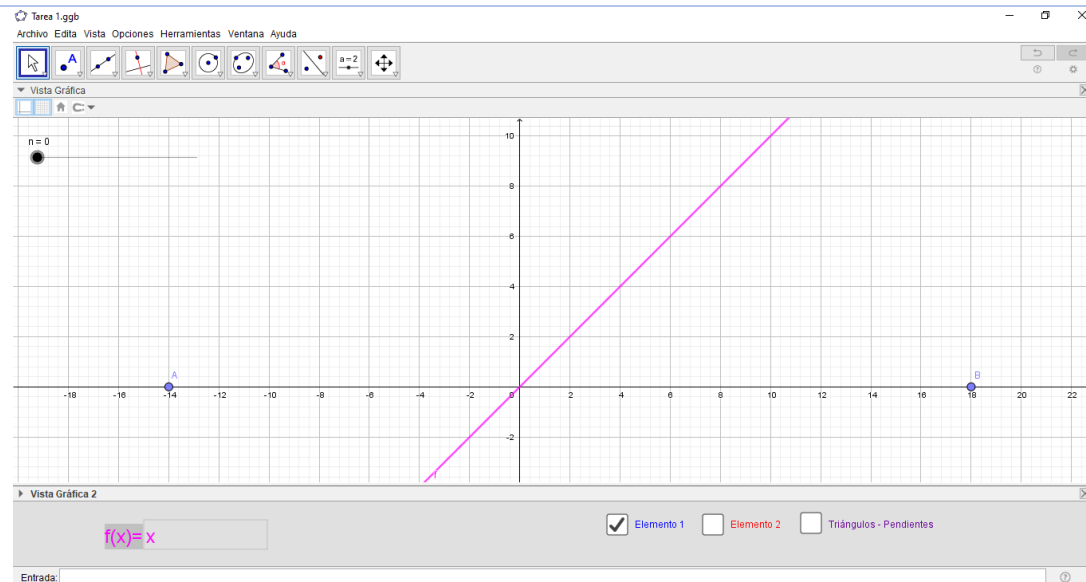 Tarea 1.ggb
Archivo Edita Vista Opciones Herramientas Ventana Ayuda
A α a=2
Vista Gráfica
n = 0
10
8
6
4
2
A B
-18 -16 -14 -12 -10 -8 -6 -4 -2 0 2 4 6 8 10 12 14 16 18 20 22
-2
f
Vista Gráfica 2
f(x)= x
Elemento 1 Elemento 2 Triángulos - Pendientes
Entrada: